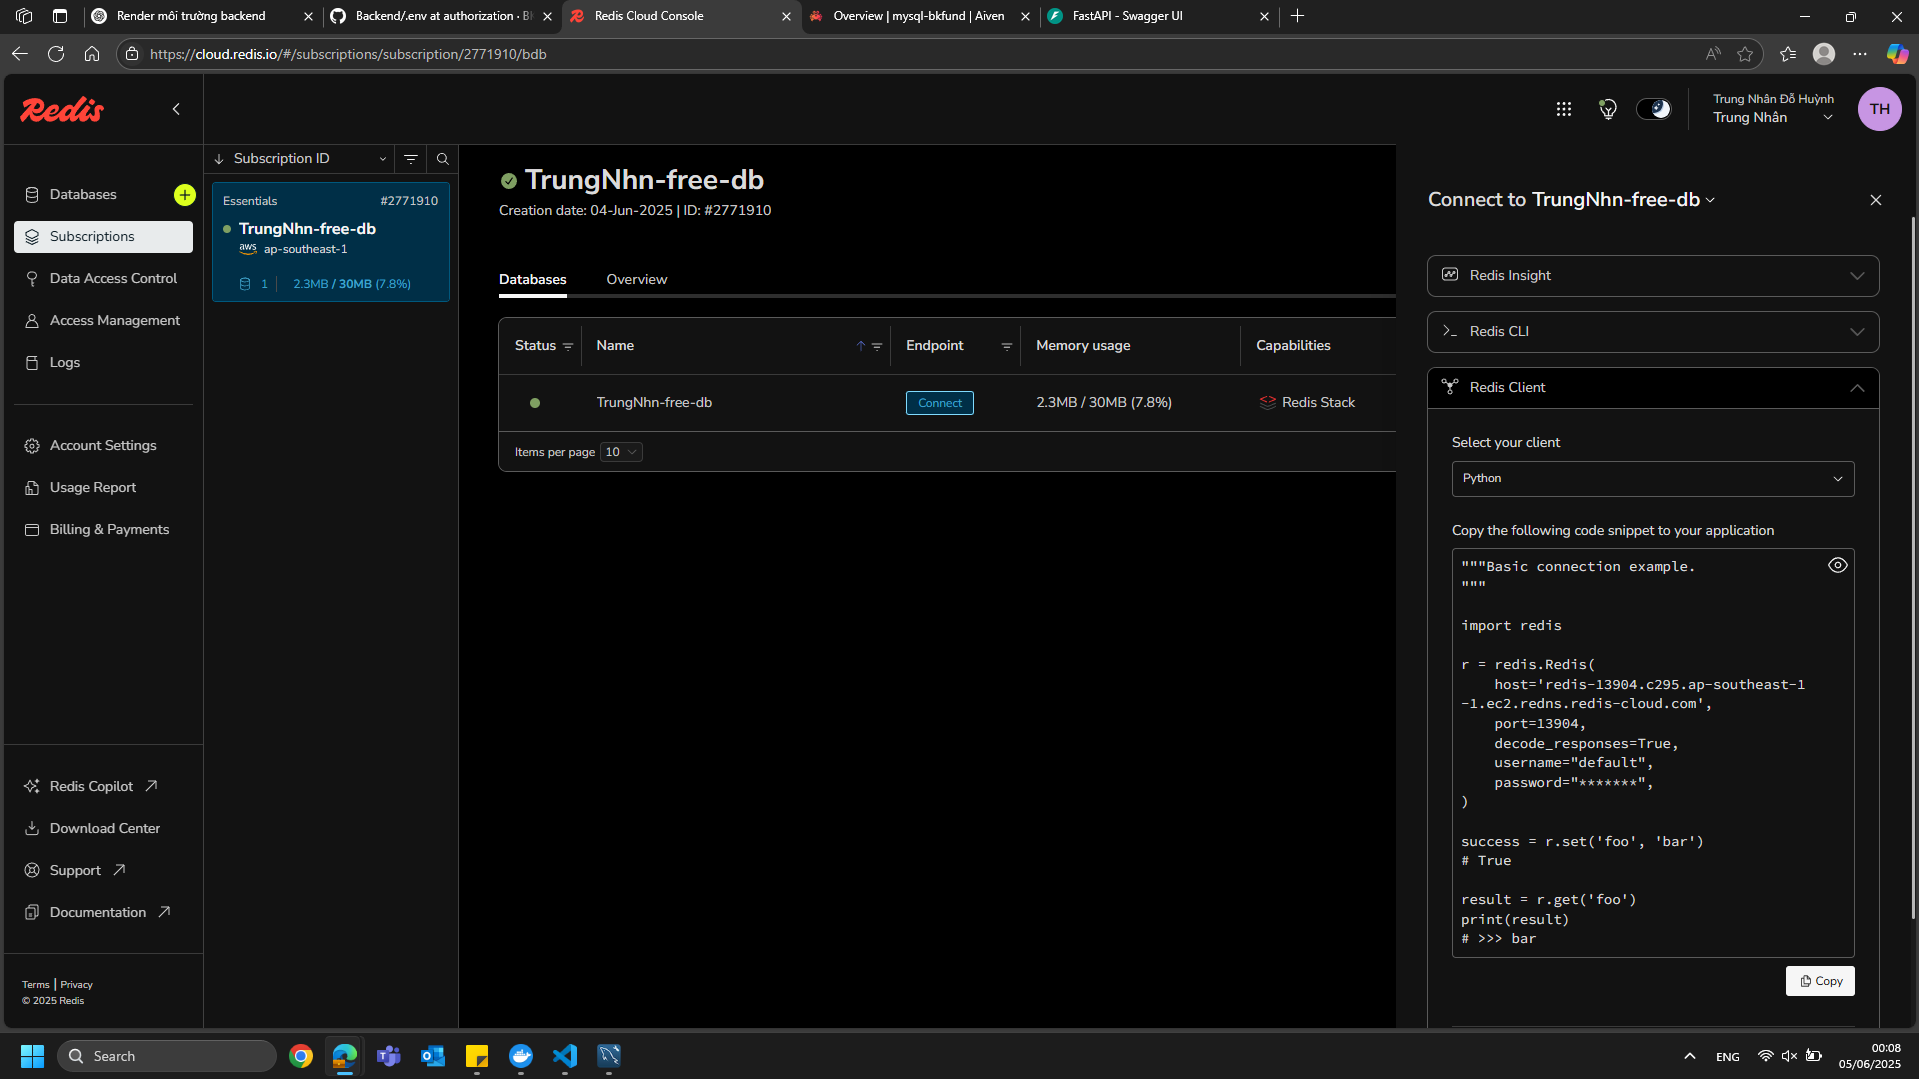 Render môi trường backend
Backend/.env at authorization · B
Redis Cloud Console
Overview | mysql-bkfund | Aiven
FastAPI - Swagger UI
https://cloud.redis.io/#/subscriptions/subscription/2771910/bdb
Redis
Trung Nhân Đỗ Huỳnh
Trung Nhân
TH
Databases
Subscriptions
Data Access Control
Access Management
Logs
Account Settings
Usage Report
Billing & Payments
Redis Copilot
Download Center
Support
Documentation
Terms | Privacy
© 2025 Redis
Subscription ID
Essentials #2771910
TrungNhn-free-db
aws ap-southeast-1
1 | 2.3MB / 30MB (7.8%)
TrungNhn-free-db
Creation date: 04-Jun-2025 | ID: #2771910
Databases Overview
Status Name Endpoint Memory usage Capabilities
TrungNhn-free-db Connect 2.3MB / 30MB (7.8%) Redis Stack
Items per page 10
Connect to TrungNhn-free-db
Redis Insight
Redis CLI
Redis Client
Select your client
Python
Copy the following code snippet to your application
"""Basic connection example.
"""
import redis
r = redis.Redis(
host='redis-13904.c295.ap-southeast-1
-1.ec2.redns.redis-cloud.com',
port=13904,
decode_responses=True,
username="default",
password="*******",
)
success = r.set('foo', 'bar')
# True
result = r.get('foo')
print(result)
# >>> bar
Copy
Search
ENG
00:08
05/06/2025